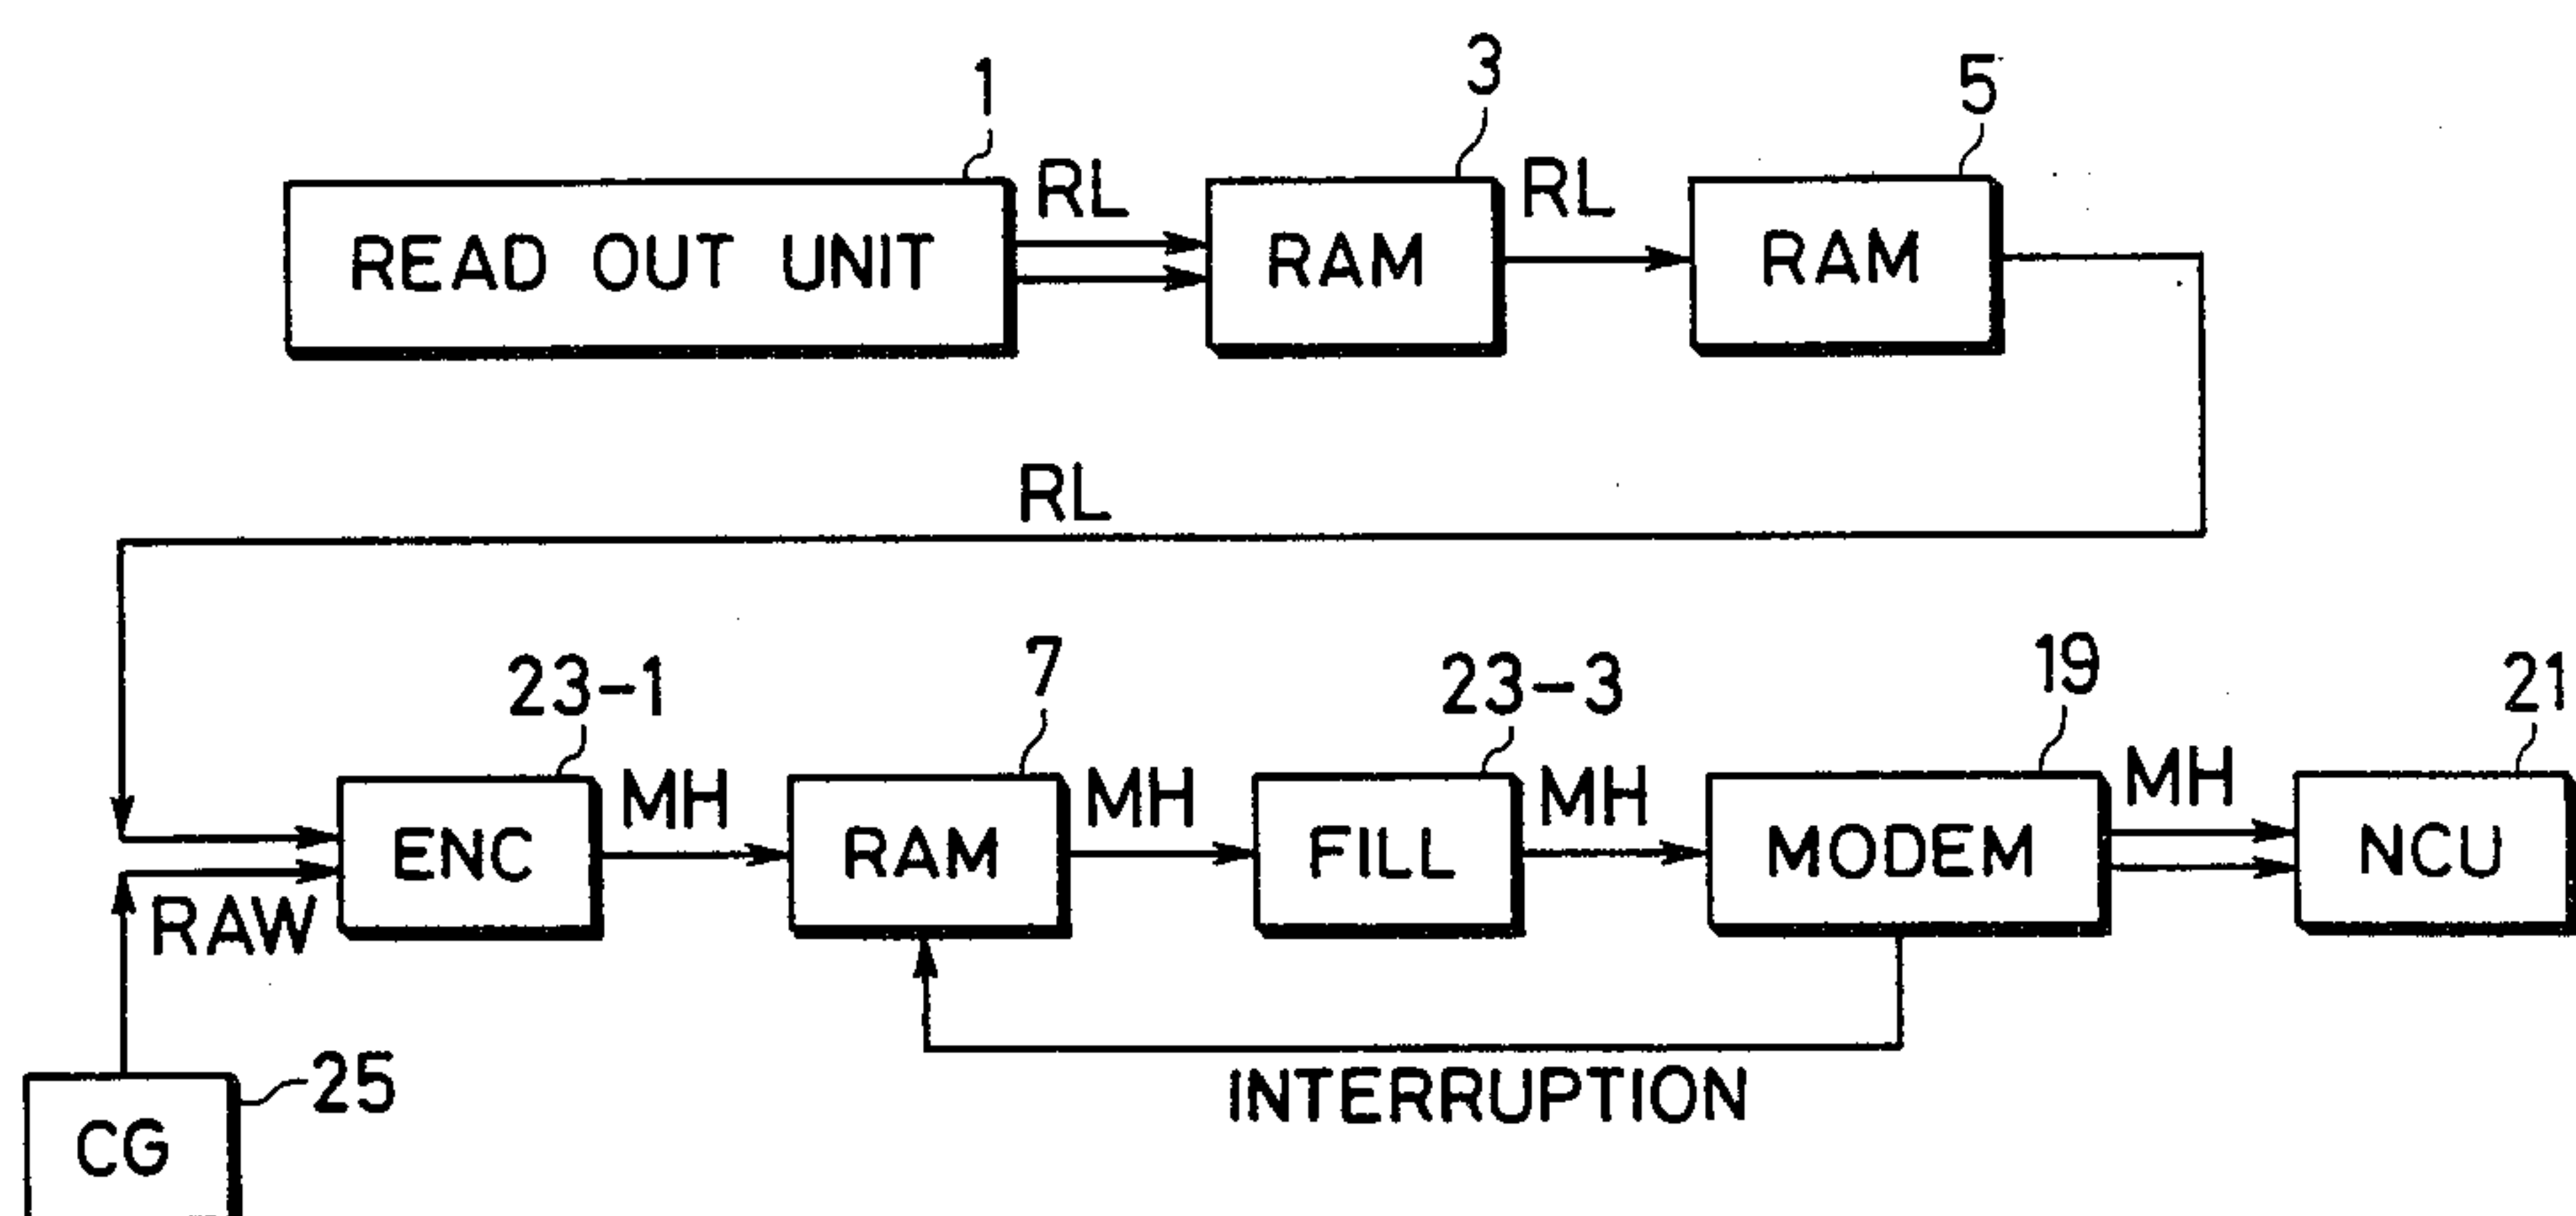 1
3
5
RL
RL
READ OUT UNIT
RAM
RAM
RL
23-1
7
23-3
19
21
MH
MH
MH
MH
ENC
RAM
FILL
MODEM
NCU
RAW
25
INTERRUPTION
CG